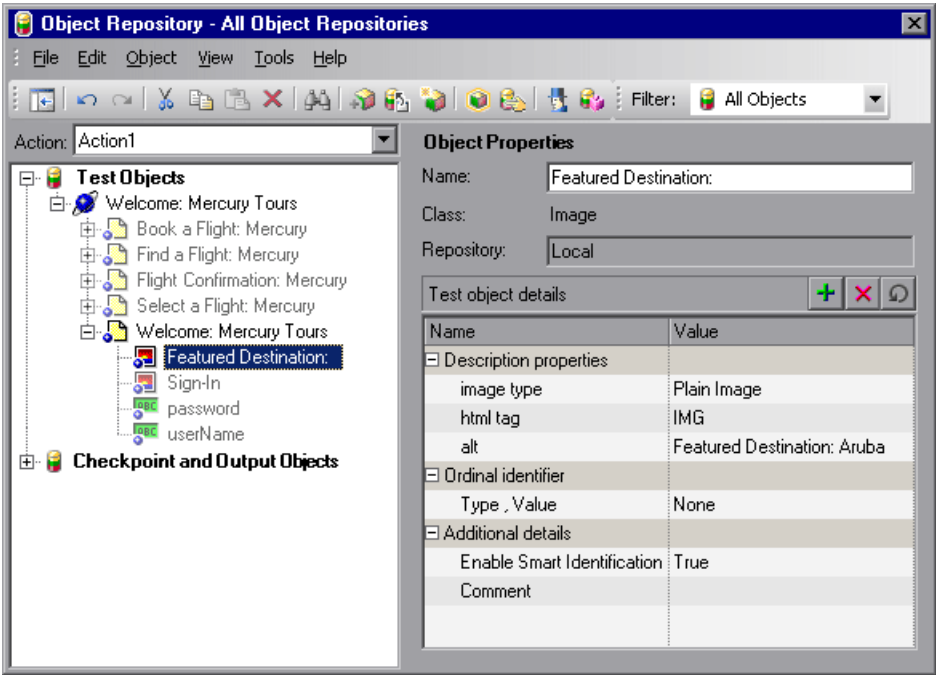 Object Repository - All Object Repositories
File Edit Object View Tools Help
Filter: All Objects
Action: Action1
Test Objects
Welcome: Mercury Tours
Book a Flight: Mercury
Find a Flight: Mercury
Flight Confirmation: Mercury
Select a Flight: Mercury
Welcome: Mercury Tours
Featured Destination:
Sign-In
password
userName
Checkpoint and Output Objects
Object Properties
Name: Featured Destination:
Class: Image
Repository: Local
Test object details
Name Value
Description properties
image type Plain Image
html tag IMG
alt Featured Destination: Aruba
Ordinal identifier
Type , Value None
Additional details
Enable Smart Identification True
Comment